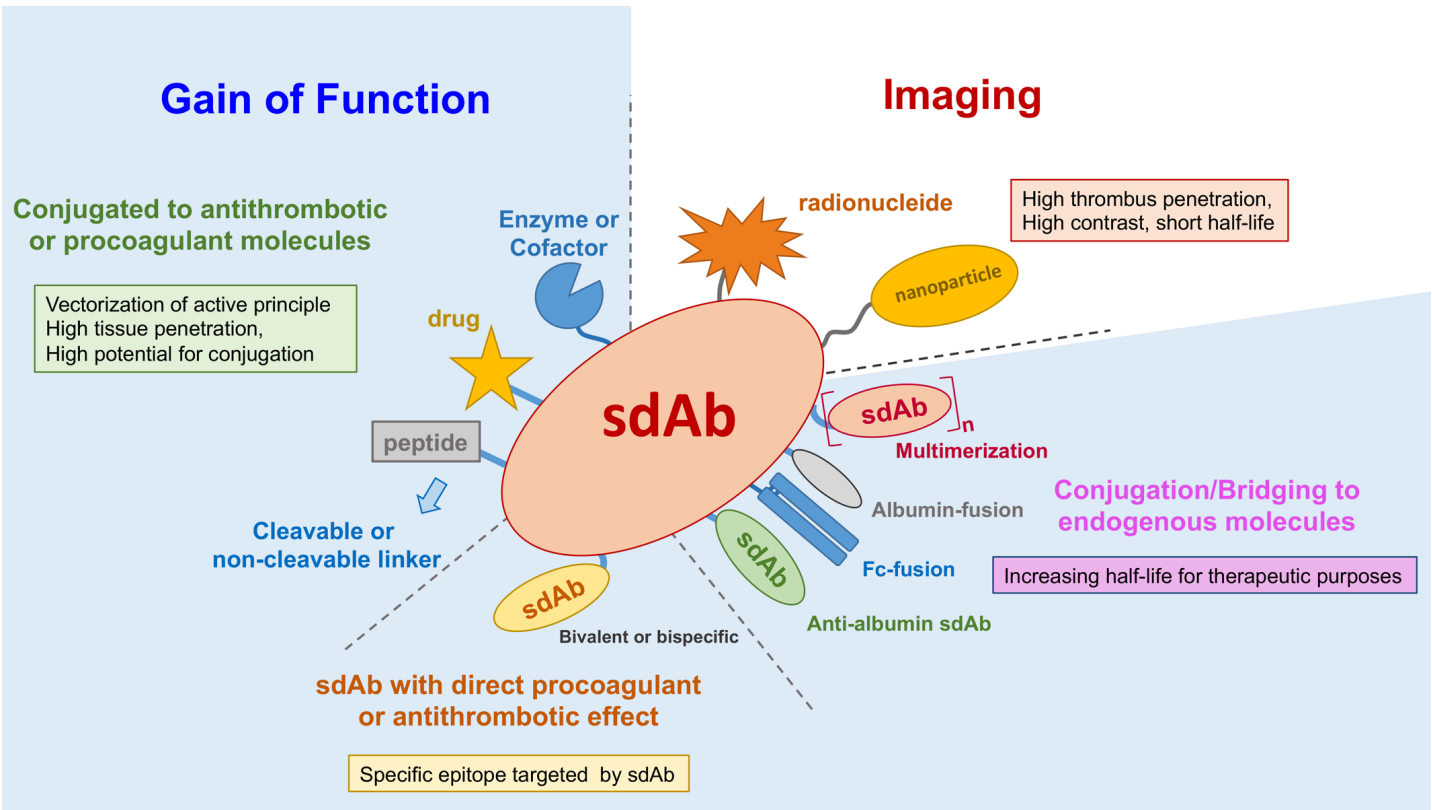 Gain of Function
Imaging
Conjugated to antithrombotic
or procoagulant molecules
Vectorization of active principle
High tissue penetration,
High potential for conjugation
Enzyme or
Cofactor
drug
peptide
Cleavable or
non-cleavable linker
radionucleide
nanoparticle
High thrombus penetration,
High contrast, short half-life
sdAb
sdAb
n
Multimerization
Albumin-fusion
Fc-fusion
sdAb
Anti-albumin sdAb
Conjugation/Bridging to
endogenous molecules
Increasing half-life for therapeutic purposes
sdAb
Bivalent or bispecific
sdAb with direct procoagulant
or antithrombotic effect
Specific epitope targeted by sdAb